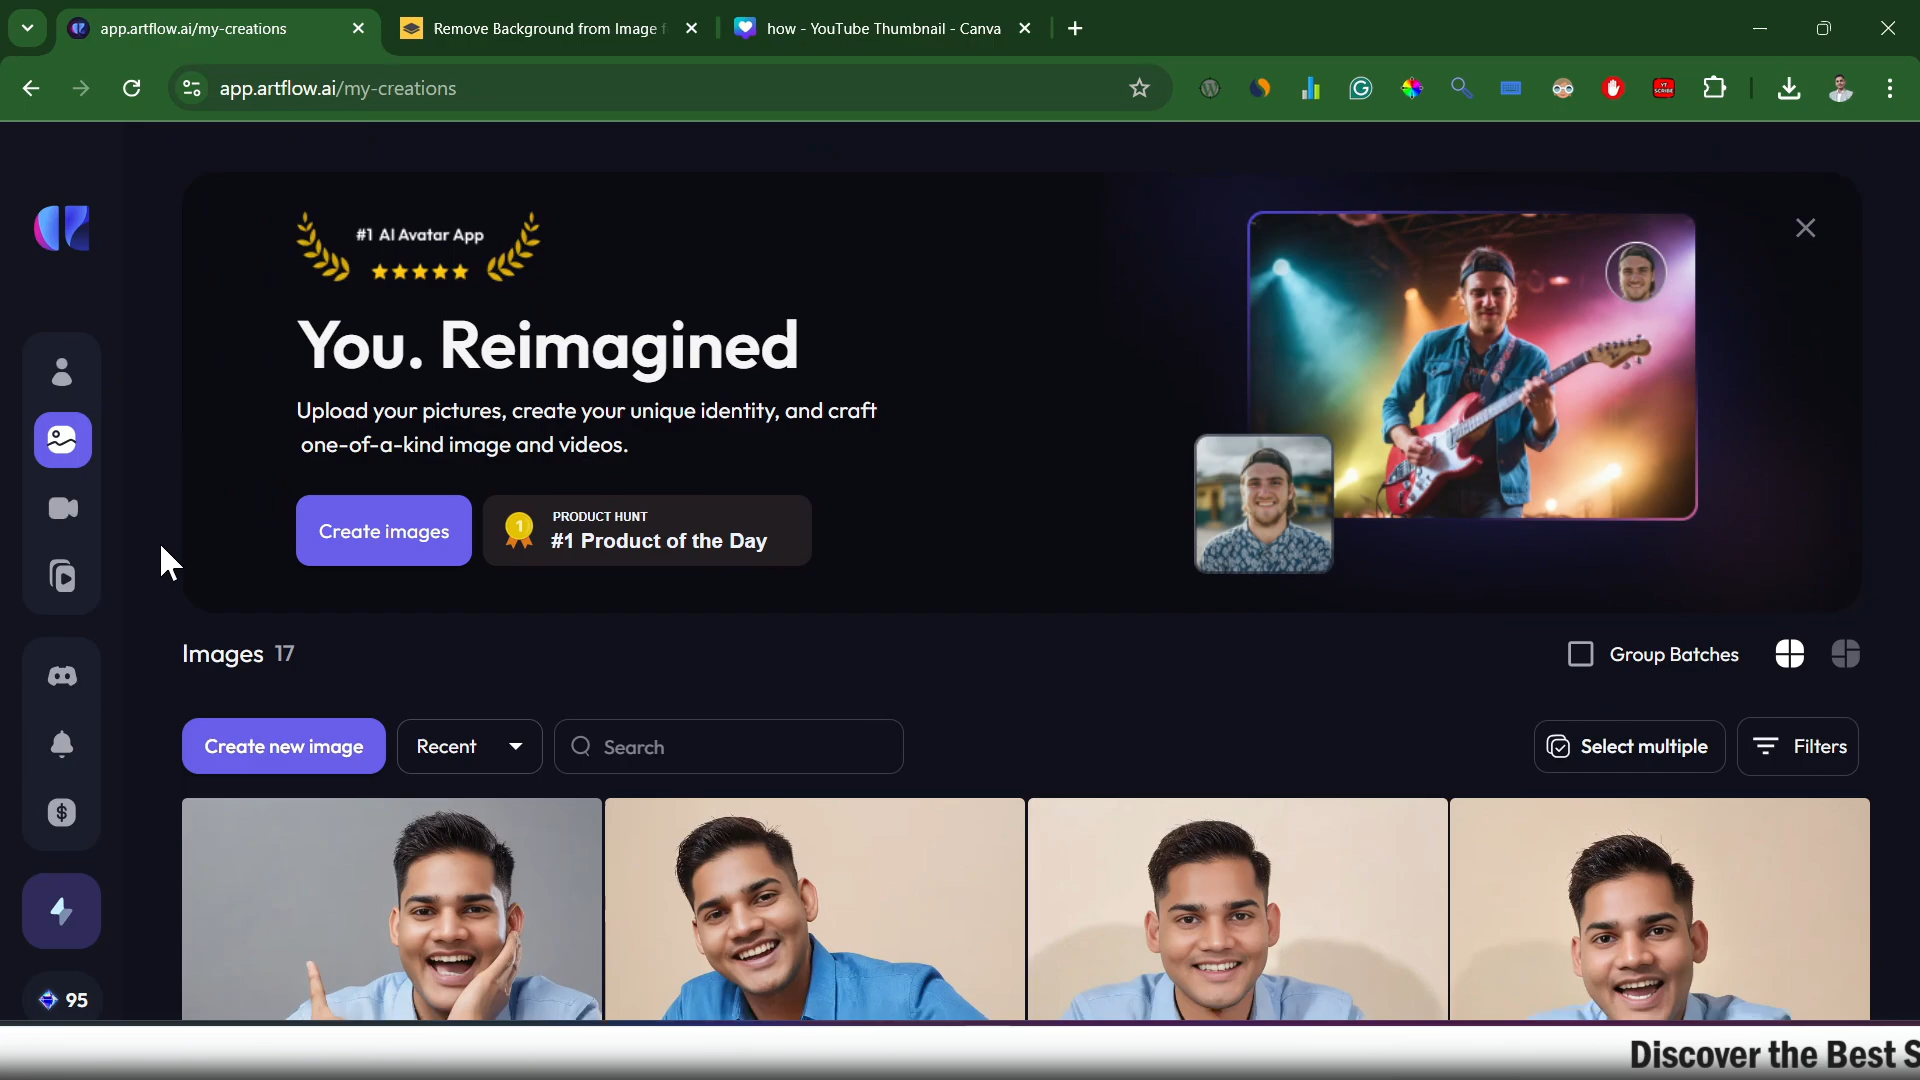 app.artflow.ai/my-creations
Remove Background from Image f
how - YouTube Thumbnail - Canva
app.artflow.ai/my-creations
YT
SCRIBE
#1 AI Avatar App
You. Reimagined
Upload your pictures, create your unique identity, and craft
one-of-a-kind image and videos.
Create images
1
PRODUCT HUNT
#1 Product of the Day
Images 17
Group Batches
Create new image
Recent
Search
Select multiple
Filters
95
Discover the Best S